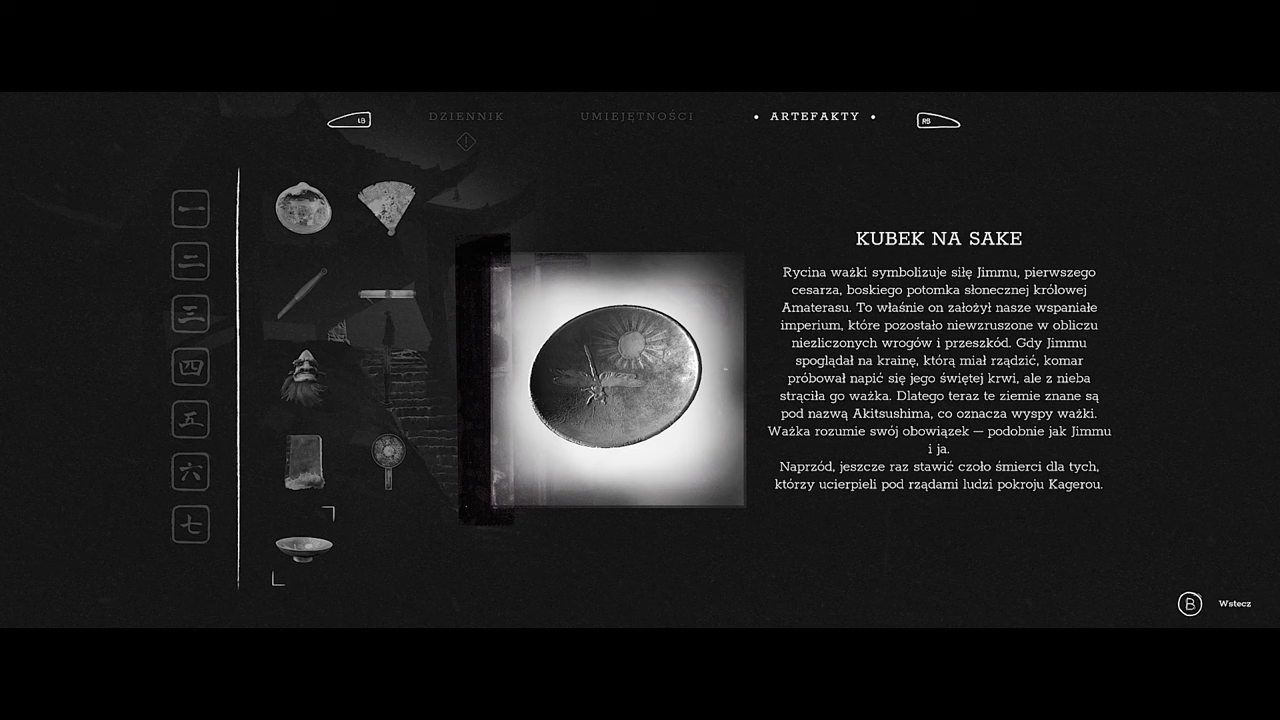 LB
DZIENNIK
UMIEJĘTNOŚCI
• ARTEFAKTY •
RB
!
一
二
三
四
五
六
七
KUBEK NA SAKE
Rycina ważki symbolizuje siłę Jimmu, pierwszego
cesarza, boskiego potomka słonecznej królowej
Amaterasu. To właśnie on założył nasze wspaniałe
imperium, które pozostało niewzruszone w obliczu
niezliczonych wrogów i przeszkód. Gdy Jimmu
spoglądał na krainę, którą miał rządzić, komar
próbował napić się jego świętej krwi, ale z nieba
strąciła go ważka. Dlatego teraz te ziemie znane są
pod nazwą Akitsushima, co oznacza wyspy ważki.
Ważka rozumie swój obowiązek — podobnie jak Jimmu
i ja.
Naprzód, jeszcze raz stawić czoło śmierci dla tych,
którzy ucierpieli pod rządami ludzi pokroju Kagerou.
B
Wstecz